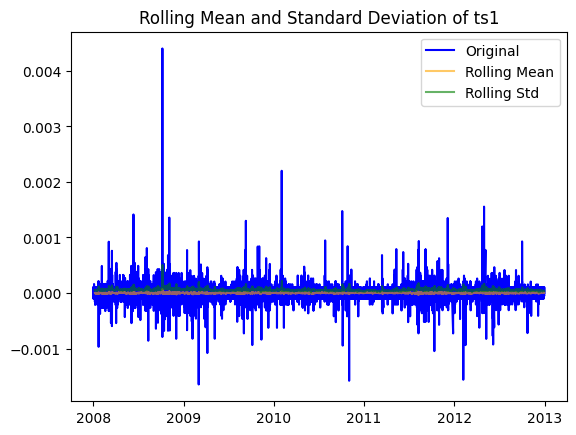 Rolling Mean and Standard Deviation of ts1
Original
Rolling Mean
Rolling Std
0.004
0.003
0.002
0.001
0.000
−0.001
2008 2009 2010 2011 2012 2013